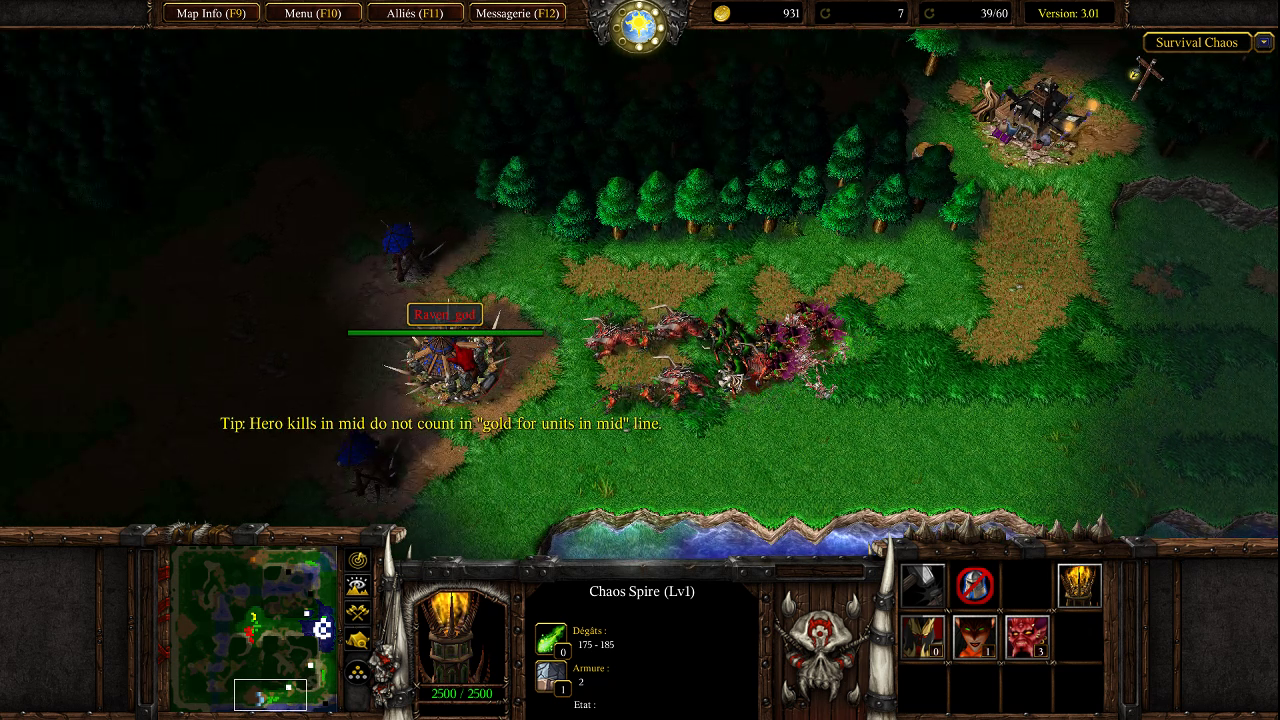 Map Info (F9)
Menu (F10)
Alliés (F11)
Messagerie (F12)
931
7
39/60
Version: 3.01
Survival Chaos
Raven_god
Tip: Hero kills in mid do not count in "gold for units in mid" line.
Chaos Spire (Lv1)
Dégâts :
175 - 185
0
Armure :
2
1
Etat :
2500 / 2500
0
1
3